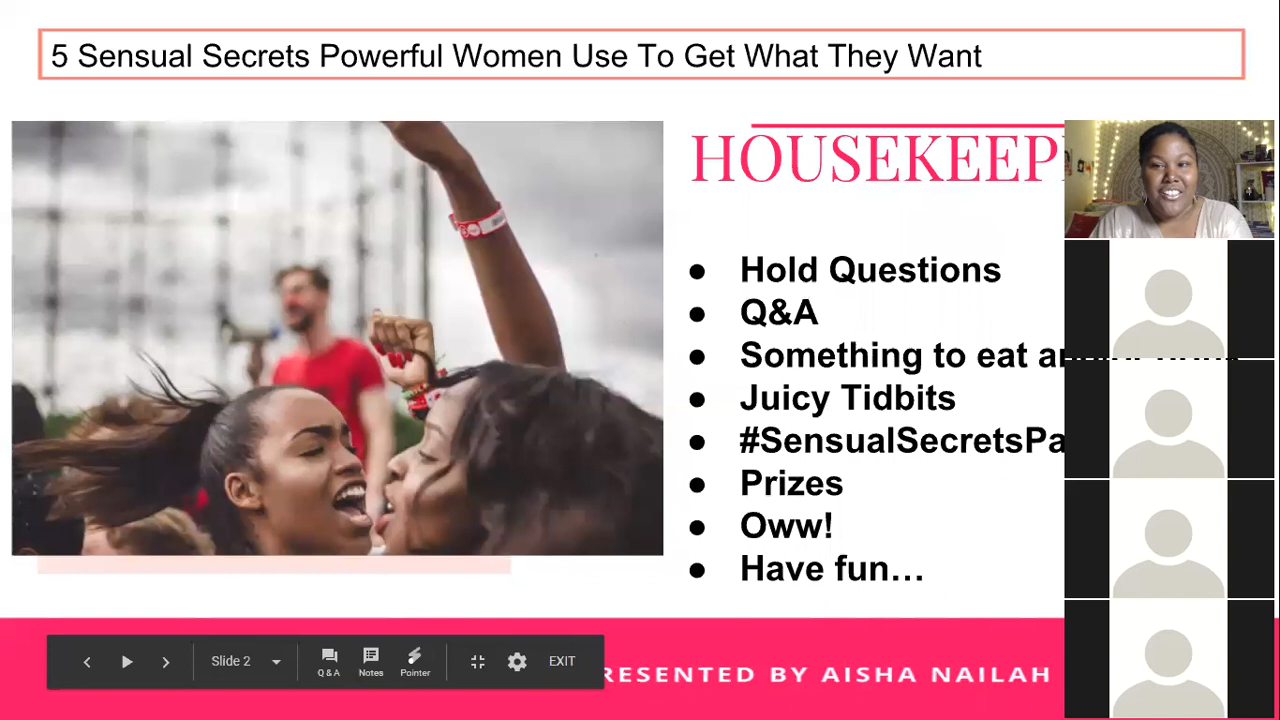 5 Sensual Secrets Powerful Women Use To Get What They Want
HOUSEKEEP
● Hold Questions
● Q&A
● Something to eat
● Juicy Tidbits
● #SensualSecretsPa
● Prizes
● Oww!
● Have fun…
Slide 2
Q & A
Notes
Pointer
EXIT
RESENTED BY AISHA NAILAH